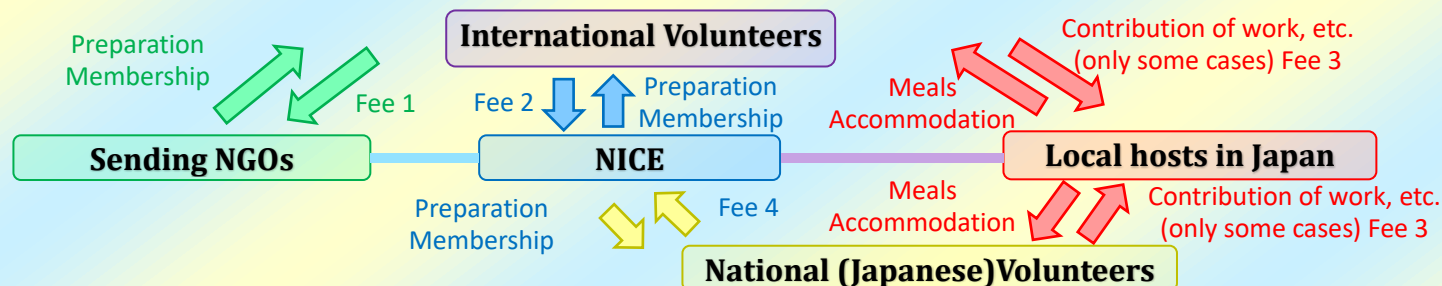 International Volunteers
Preparation
Membership
Fee 1
Fee 2
Preparation
Membership
Meals
Accommodation
Contribution of work, etc.
(only some cases) Fee 3
Sending NGOs
NICE
Local hosts in Japan
Preparation
Membership
Fee 4
Meals
Accommodation
Contribution of work, etc.
(only some cases) Fee 3
National (Japanese)Volunteers